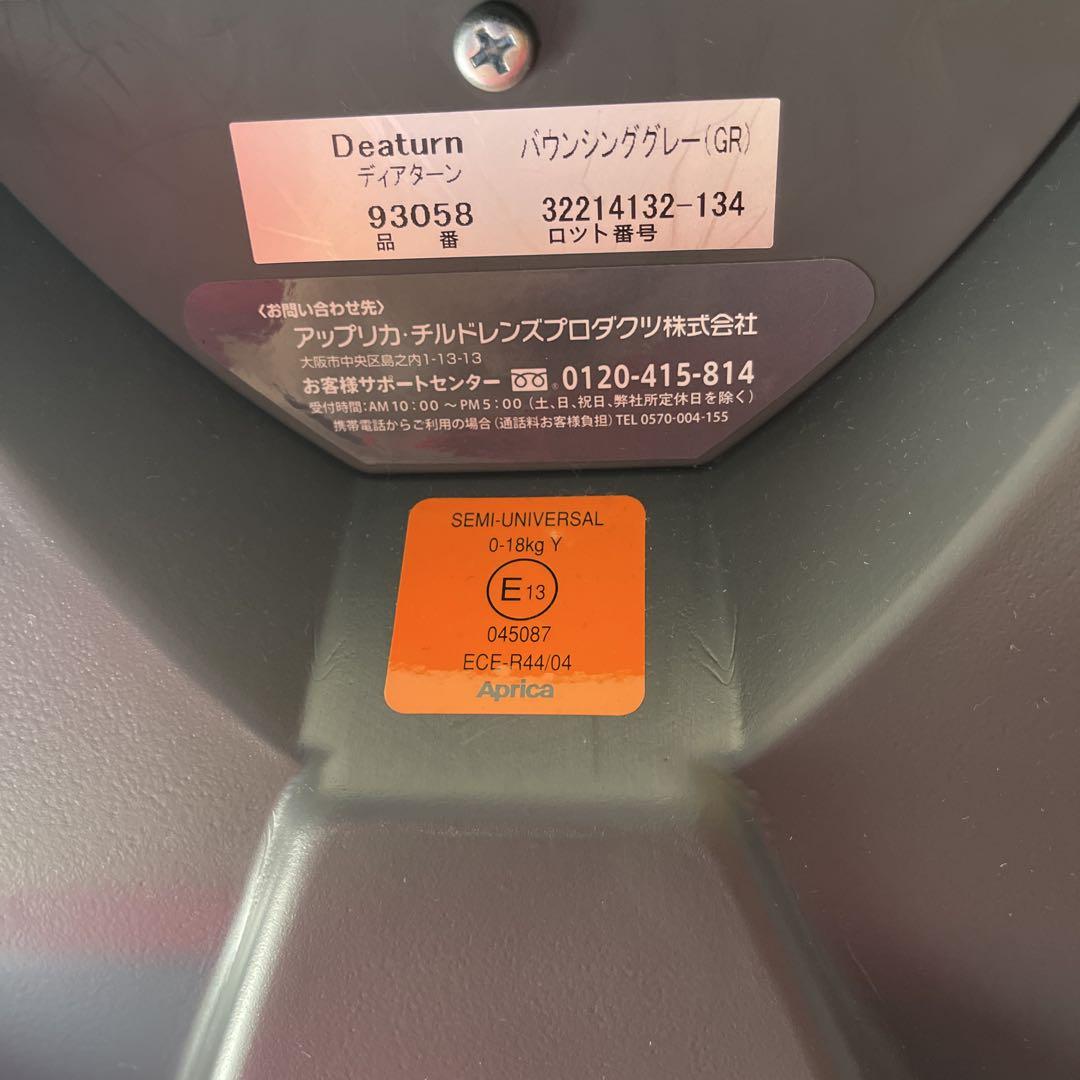 Deaturn バウンシンググレー(GR)
ディアターン
93058 32214132-134
品番 ロット番号
〈お問い合わせ先〉
アップリカ・チルドレンズプロダクツ株式会社
大阪市中央区島之内1-13-13
お客様サポートセンター 0120-415-814
受付時間:AM10:00~PM5:00(土、日、祝日、弊社所定休日を除く)
携帯電話からご利用の場合(通話料お客様負担)TEL 0570-004-155
SEMI-UNIVERSAL
0-18kg Y
E 13
045087
ECE-R44/04
Aprica